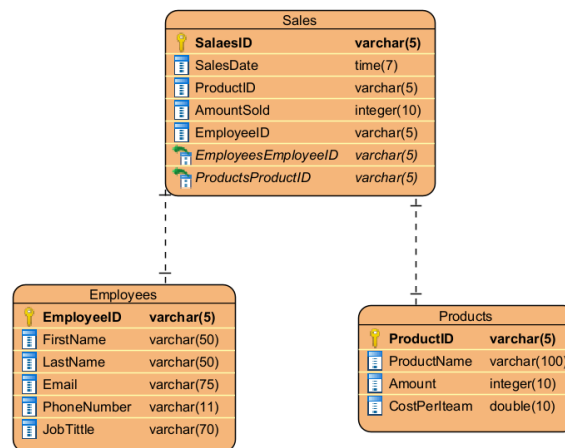 Sales
SalaesID varchar(5)
SalesDate time(7)
ProductID varchar(5)
AmountSold integer(10)
EmployeeID varchar(5)
EmployeesEmployeeID varchar(5)
ProductsProductID varchar(5)
Employees
EmployeeID varchar(5)
FirstName varchar(50)
LastName varchar(50)
Email varchar(75)
PhoneNumber varchar(11)
JobTittle varchar(70)
Products
ProductID varchar(5)
ProductName varchar(100)
Amount integer(10)
CostPerIteam double(10)